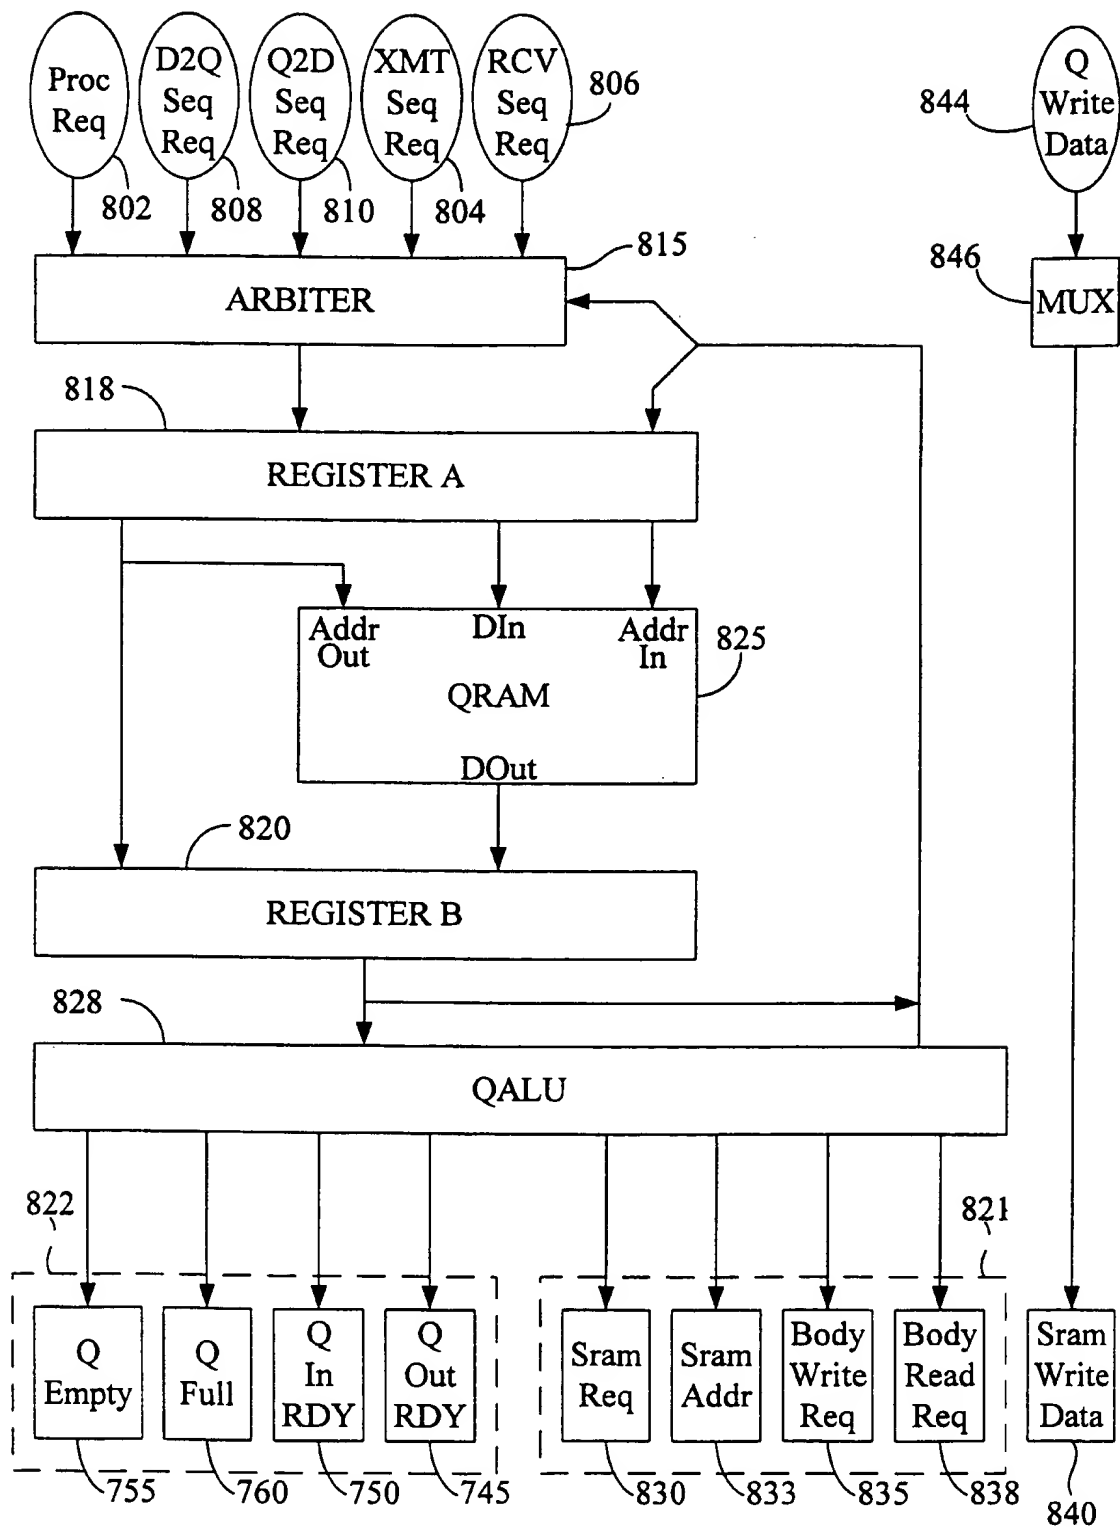 Proc
Req
D2Q
Seq
Req
Q2D
Seq
Req
XMT
Seq
Req
RCV
Seq
Req
806
844
Q
Write
Data
802
808
810
804
815
846
ARBITER
MUX
818
REGISTER A
Addr
Out
DIn
Addr
In
825
QRAM
DOut
820
REGISTER B
828
QALU
822
821
Q
Empty
Q
Full
Q
In
RDY
Q
Out
RDY
Sram
Req
Sram
Addr
Body
Write
Req
Body
Read
Req
Sram
Write
Data
755
760
750
745
830
833
835
838
840